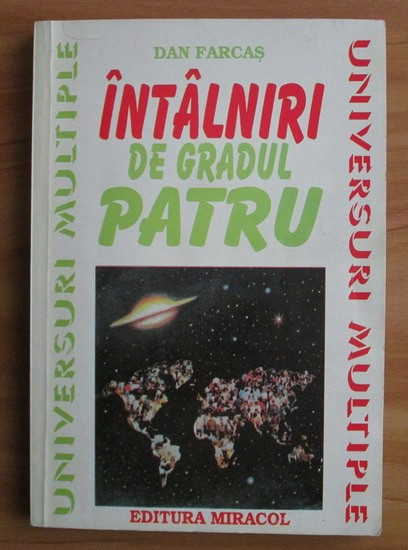 DAN FARCAȘ
ÎNTÂLNIRI
DE GRADUL
PATRU
UNIVERSURI MULTIPLE
UNIVERSURI MULTIPLE
EDITURA MIRACOL